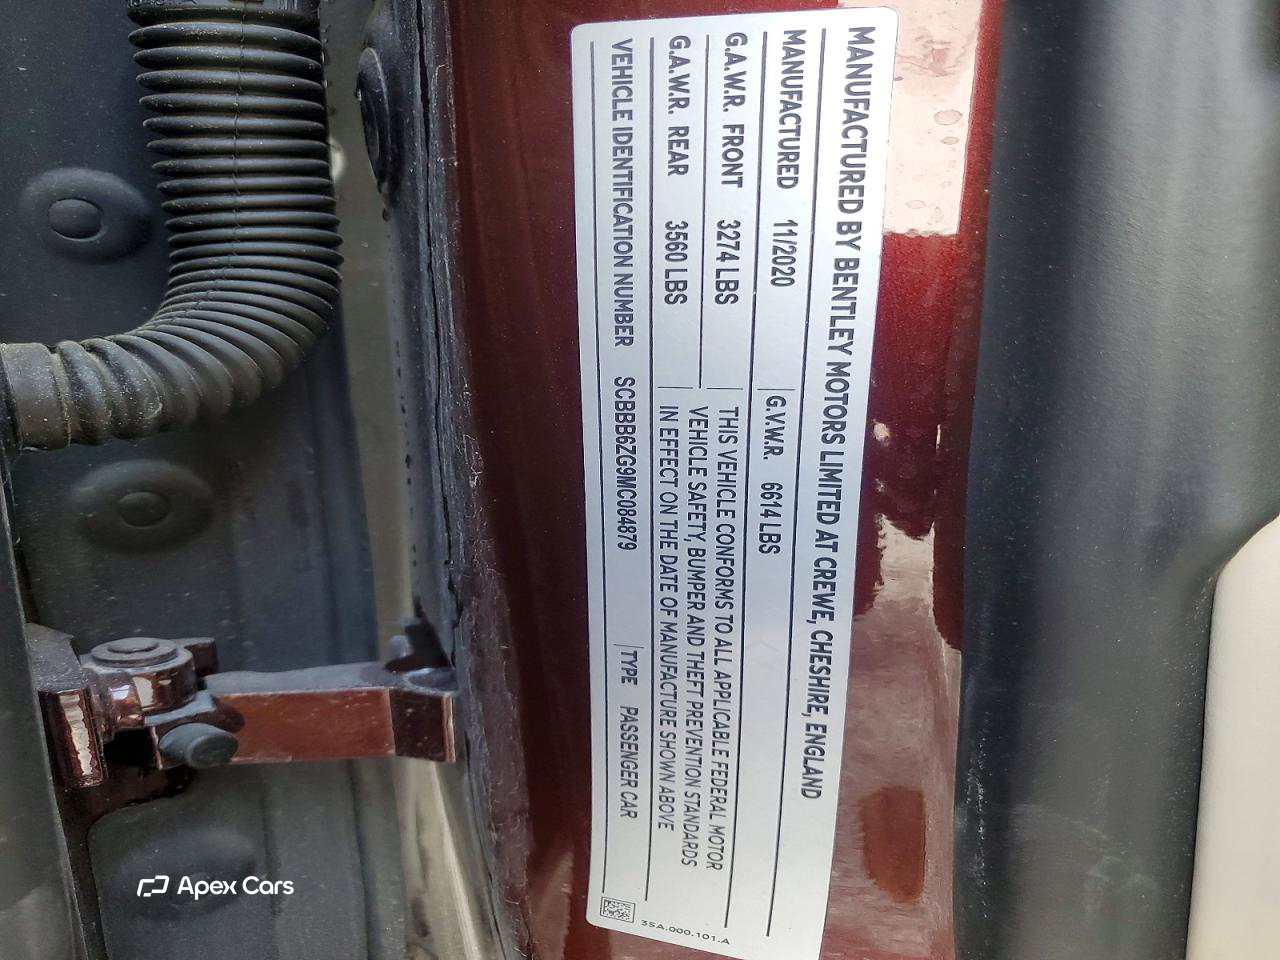 MANUFACTURED BY BENTLEY MOTORS LIMITED AT CREWE, CHESHIRE, ENGLAND
MANUFACTURED 11/2020 G.V.W.R. 6614 LBS
G.A.W.R. FRONT 3274 LBS
G.A.W.R. REAR 3560 LBS
THIS VEHICLE CONFORMS TO ALL APPLICABLE FEDERAL MOTOR
VEHICLE SAFETY, BUMPER AND THEFT PREVENTION STANDARDS
IN EFFECT ON THE DATE OF MANUFACTURE SHOWN ABOVE
VEHICLE IDENTIFICATION NUMBER SCBBB6ZG9MC084879 TYPE PASSENGER CAR
3SA.000.101.A
Apex Cars